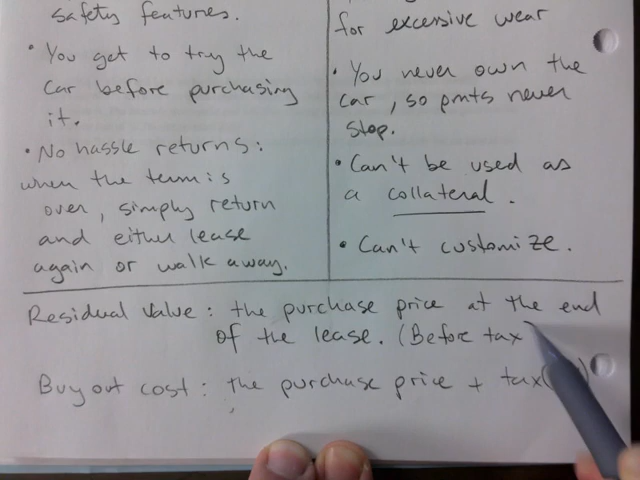 safety features.
• You get to try the
car before purchasing
it.
• No hassle returns:
when the term is
over, simply return
and either lease
again or walk away.
for excessive wear
• You never own the
car, so pmts never
stop.
• Can't be used as
a collateral.
• Can't customize.
Residual Value: the purchase price at the end
of the lease. (Before tax)
Buy out cost: the purchase price + tax